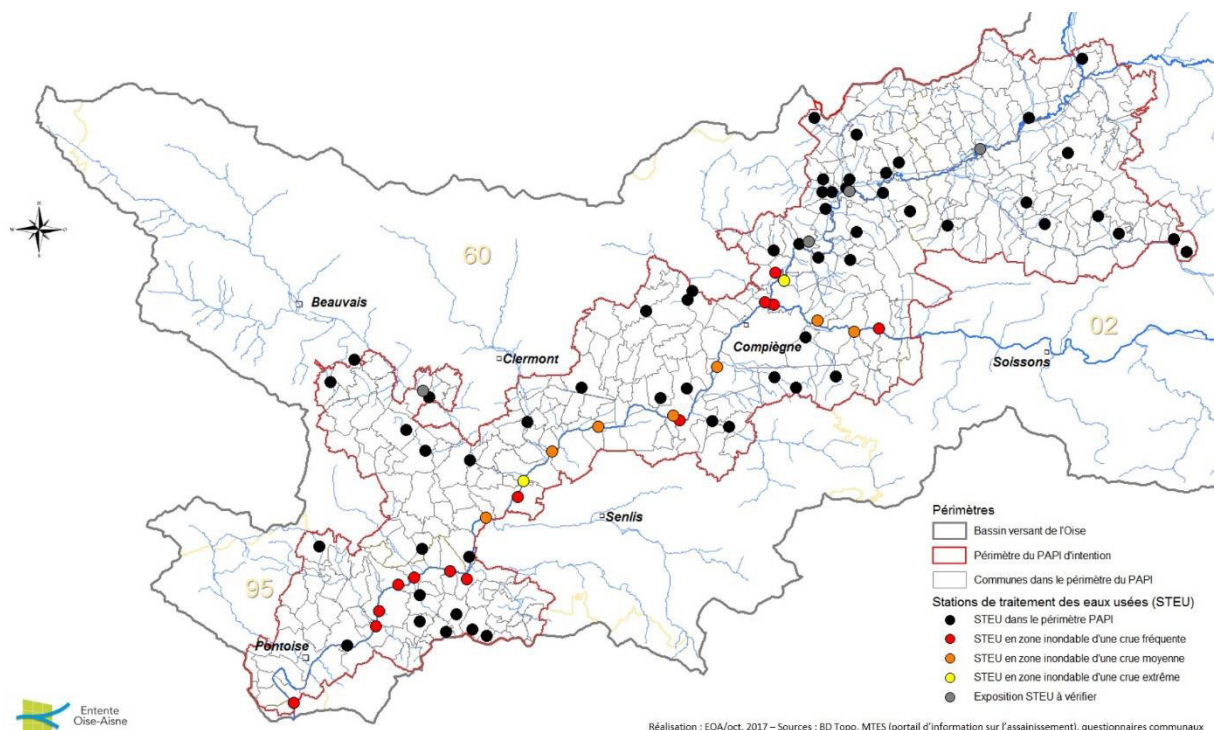 60
Beauvais
Clermont
Compiègne
02
Soissons
Senlis
95
Pontoise
N
O
S
Périmètres
Bassin versant de l'Oise
Périmètre du PAPI d'intention
Communes dans le périmètre du PAPI
Stations de traitement des eaux usées (STEU)
STEU dans le périmètre PAPI
STEU en zone inondable d'une crue fréquente
STEU en zone inondable d'une crue moyenne
STEU en zone inondable d'une crue extrême
Exposition STEU à vérifier
Entente
Oise-Aisne
Réalisation : EOA/oct. 2017 – Sources : BD Topo, MTES (portail d'information sur l'assainissement), questionnaires communaux